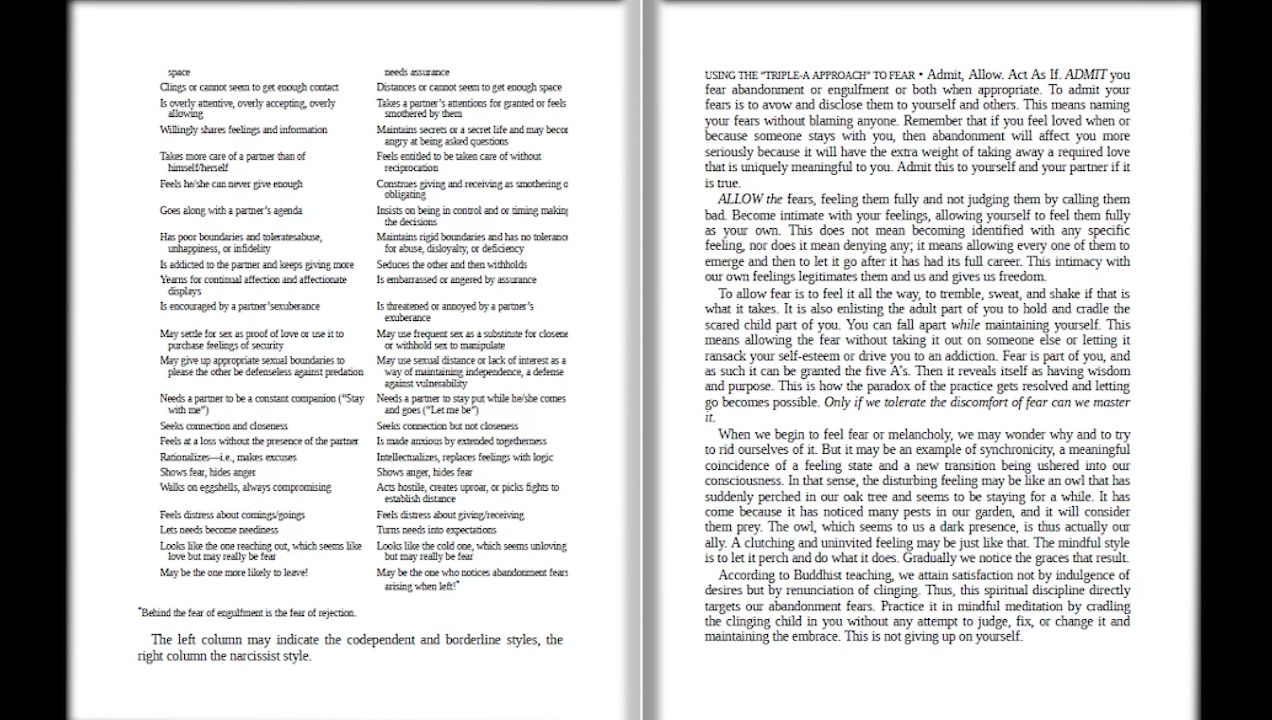 space
needs assurance
Clings or cannot seem to get enough contact
Distances or cannot seem to get enough space
Is overly attentive, overly accepting, overly
allowing
Takes a partner's attentions for granted or feels
smothered by them
Willingly shares feelings and information
Maintains secrets or a secret life and may
angry at being asked questions
Takes more care of a partner than of
himself/herself
Feels entitled to be taken care of without
reciprocation
Feels he/she can never give enough
Construes giving and receiving as smothering
obligating
Goes along with a partner's agenda
Insists on being in control and or timing making
the decisions
Has poor boundaries and toleratesabuse,
unhappiness, or infidelity
Maintains rigid boundaries and has no
for abuse, disloyalty, or deficiency
Is addicted to the partner and keeps giving more
Seduces the other and then withholds
Yearns for continual affection and affectionate
displays
Is embarrassed or angered by assurance
Is encouraged by a partner'sexuberance
Is threatened or annoyed by a partner's
exuberance
May settle for sex as proof of love or use it to
purchase feelings of security
May use frequent sex as a substitute for
or withhold sex to manipulate
May give up appropriate sexual boundaries to
please the other be defenseless against predation
May use sexual distance or lack of interest as a
way of maintaining independence, a defense
against vulnerability
Needs a partner to be a constant companion (“Stay
with me”)
Needs a partner to stay put while he/she comes
and goes (“Let me be”)
Seeks connection and closeness
Seeks connection but not closeness
Feels at a loss without the presence of the partner
Is made anxious by extended togetherness
Rationalizes—i.e., makes excuses
Intellectualizes, replaces feelings with logic
Shows fear, hides anger
Shows anger, hides fear
Walks on eggshells, always compromising
Acts hostile, creates uproar, or picks fights to
establish distance
Feels distress about comings/goings
Feels distress about giving/receiving
Lets needs become neediness
Turns needs into expectations
Looks like the one reaching out, which seems like
love but may really be fear
Looks like the cold one, which seems unloving
but may really be fear
May be the one more likely to leave!
May be the one who notices abandonment fears
arising when left!*
*Behind the fear of engulfment is the fear of rejection.
The left column may indicate the codependent and borderline styles, the
right column the narcissist style.
USING THE “TRIPLE-A APPROACH” TO FEAR • Admit, Allow. Act As If. ADMIT you
fear abandonment or engulfment or both when appropriate. To admit your
fears is to avow and disclose them to yourself and others. This means naming
your fears without blaming anyone. Remember that if you feel loved when or
because someone stays with you, then abandonment will affect you more
seriously because it will have the extra weight of taking away a required love
that is uniquely meaningful to you. Admit this to yourself and your partner if it
is true.
ALLOW the fears, feeling them fully and not judging them by calling them
bad. Become intimate with your feelings, allowing yourself to feel them fully
as your own. This does not mean becoming identified with any specific
feeling, nor does it mean denying any; it means allowing every one of them to
emerge and then to let it go after it has had its full career. This intimacy with
our own feelings legitimates them and us and gives us freedom.
To allow fear is to feel it all the way, to tremble, sweat, and shake if that is
what it takes. It is also enlisting the adult part of you to hold and cradle the
scared child part of you. You can fall apart while maintaining yourself. This
means allowing the fear without taking it out on someone else or letting it
ransack your self-esteem or drive you to an addiction. Fear is part of you, and
as such it can be granted the five A's. Then it reveals itself as having wisdom
and purpose. This is how the paradox of the practice gets resolved and letting
go becomes possible. Only if we tolerate the discomfort of fear can we master
it.
When we begin to feel fear or melancholy, we may wonder why and to try
to rid ourselves of it. But it may be an example of synchronicity, a meaningful
coincidence of a feeling state and a new transition being ushered into our
consciousness. In that sense, the disturbing feeling may be like an owl that has
suddenly perched in our oak tree and seems to be staying for a while. It has
come because it has noticed many pests in our garden, and it will consider
them prey. The owl, which seems to us a dark presence, is thus actually our
ally. A clutching and uninvited feeling may be just like that. The mindful style
is to let it perch and do what it does. Gradually we notice the graces that result.
According to Buddhist teaching, we attain satisfaction not by indulgence of
desires but by renunciation of clinging. Thus, this spiritual discipline directly
targets our abandonment fears. Practice it in mindful meditation by cradling
the clinging child in you without any attempt to judge, fix, or change it and
maintaining the embrace. This is not giving up on yourself.